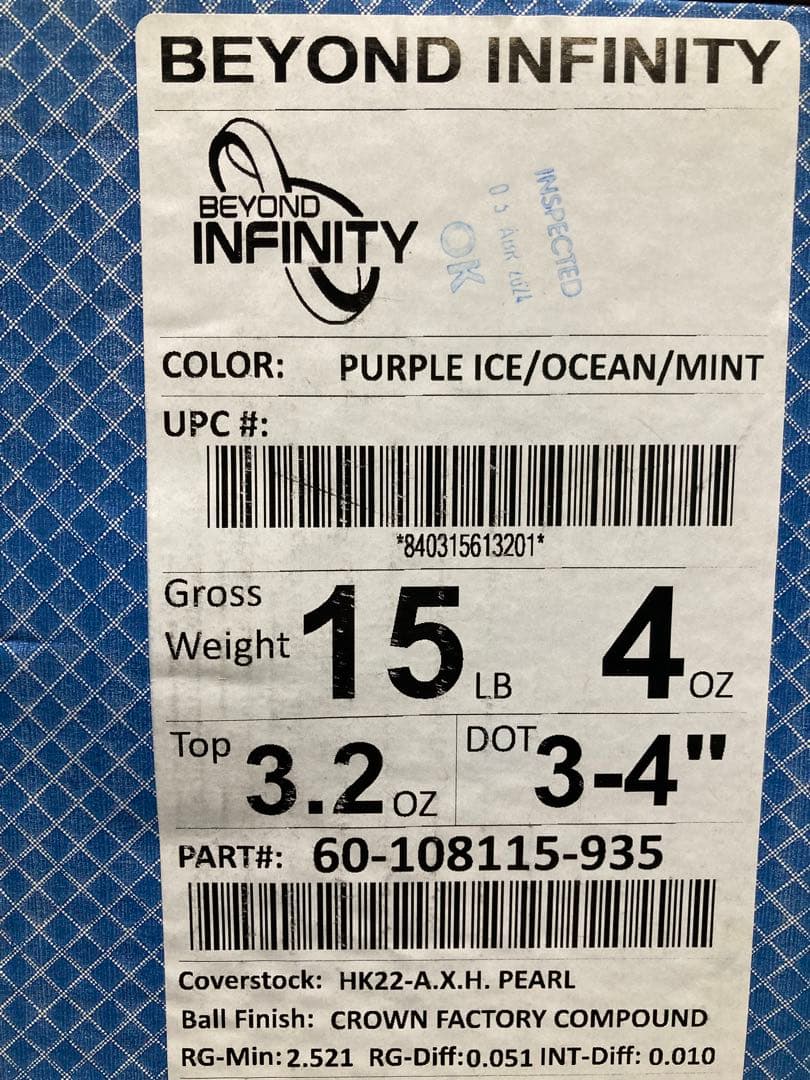 BEYOND INFINITY
BEYOND
INFINITY
INSPECTED
OK
COLOR: PURPLE ICE/OCEAN/MINT
UPC #:
*840315613201*
Gross
Weight 15 LB 4 OZ
Top 3.2 OZ DOT 3-4"
PART#: 60-108115-935
Coverstock: HK22-A.X.H. PEARL
Ball Finish: CROWN FACTORY COMPOUND
RG-Min: 2.521 RG-Diff: 0.051 INT-Diff: 0.010